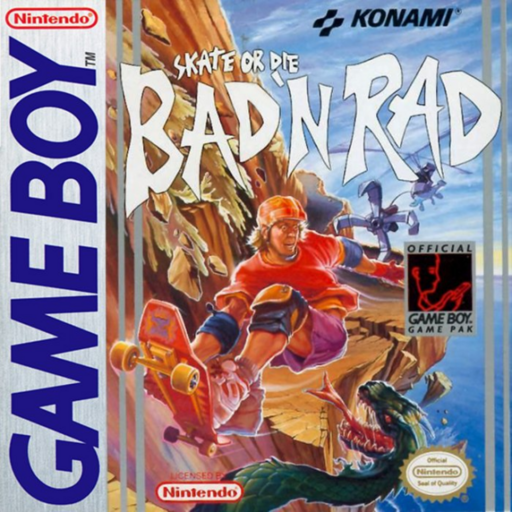 Nintendo
GAME BOY
TM
KONAMI®
SKATE OR DIE
BAD 'N RAD
OFFICIAL
GAME BOY
GAME PAK
LICENSED BY
Nintendo
Official
Nintendo
Seal of Quality